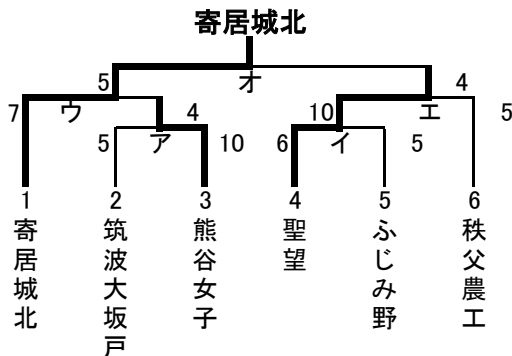 寄居城北
5 オ 4
7 ウ 4 10 エ 5
5 ア 10 6 イ 5
1 2 3 4 5 6
寄居城北
筑波大坂戸
熊谷女子
聖望
ふじみ野
秩父農工